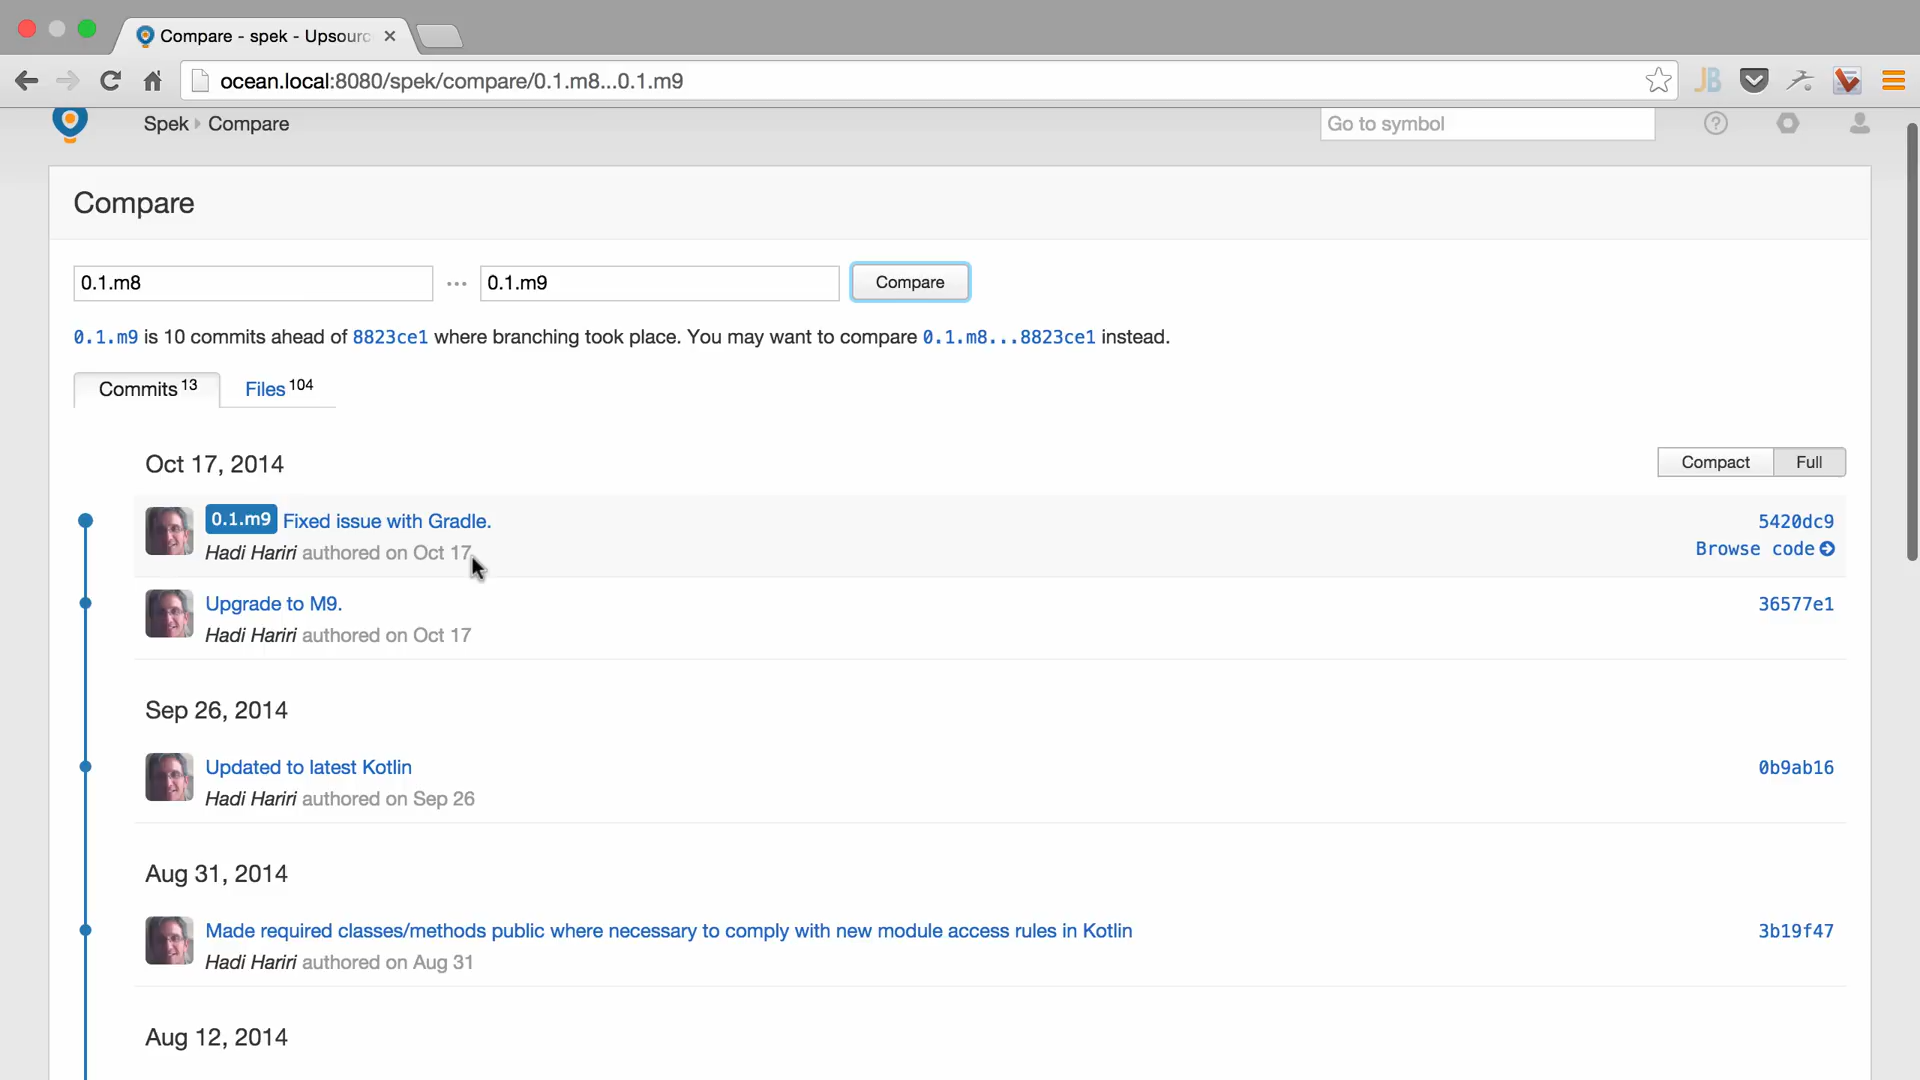 Compare - spek - Upsourc
ocean.local:8080/spek/compare/0.1.m8...0.1.m9
JB
Spek Compare
Go to symbol
Compare
0.1.m8 ... 0.1.m9 Compare
0.1.m9 is 10 commits ahead of 8823ce1 where branching took place. You may want to compare 0.1.m8...8823ce1 instead.
Commits 13 Files 104
Oct 17, 2014 Compact Full
0.1.m9 Fixed issue with Gradle. 5420dc9
Hadi Hariri authored on Oct 17 Browse code
Upgrade to M9. 36577e1
Hadi Hariri authored on Oct 17
Sep 26, 2014
Updated to latest Kotlin 0b9ab16
Hadi Hariri authored on Sep 26
Aug 31, 2014
Made required classes/methods public where necessary to comply with new module access rules in Kotlin 3b19f47
Hadi Hariri authored on Aug 31
Aug 12, 2014